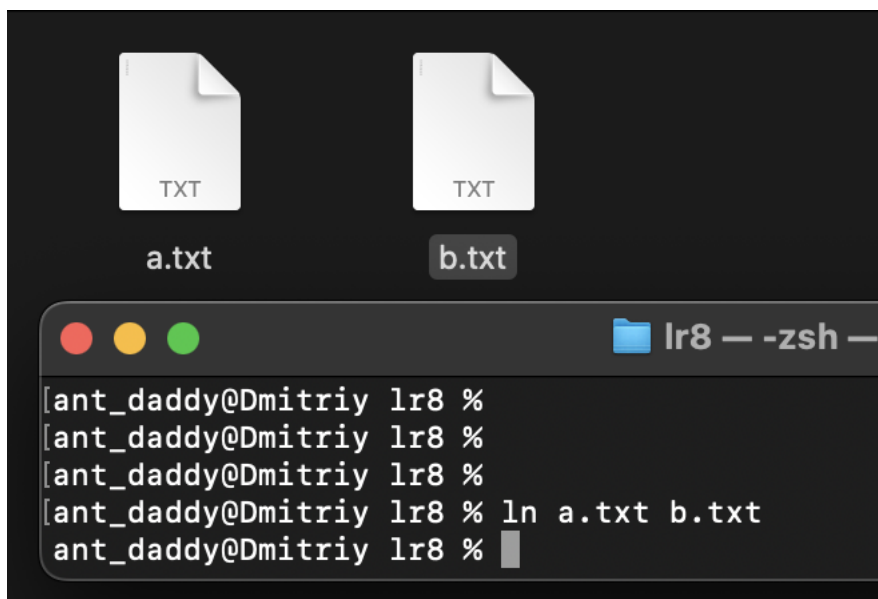 TXT TXT
a.txt b.txt
lr8 — -zsh —
[ant_daddy@Dmitriy lr8 %
[ant_daddy@Dmitriy lr8 %
[ant_daddy@Dmitriy lr8 %
[ant_daddy@Dmitriy lr8 % ln a.txt b.txt
ant_daddy@Dmitriy lr8 %